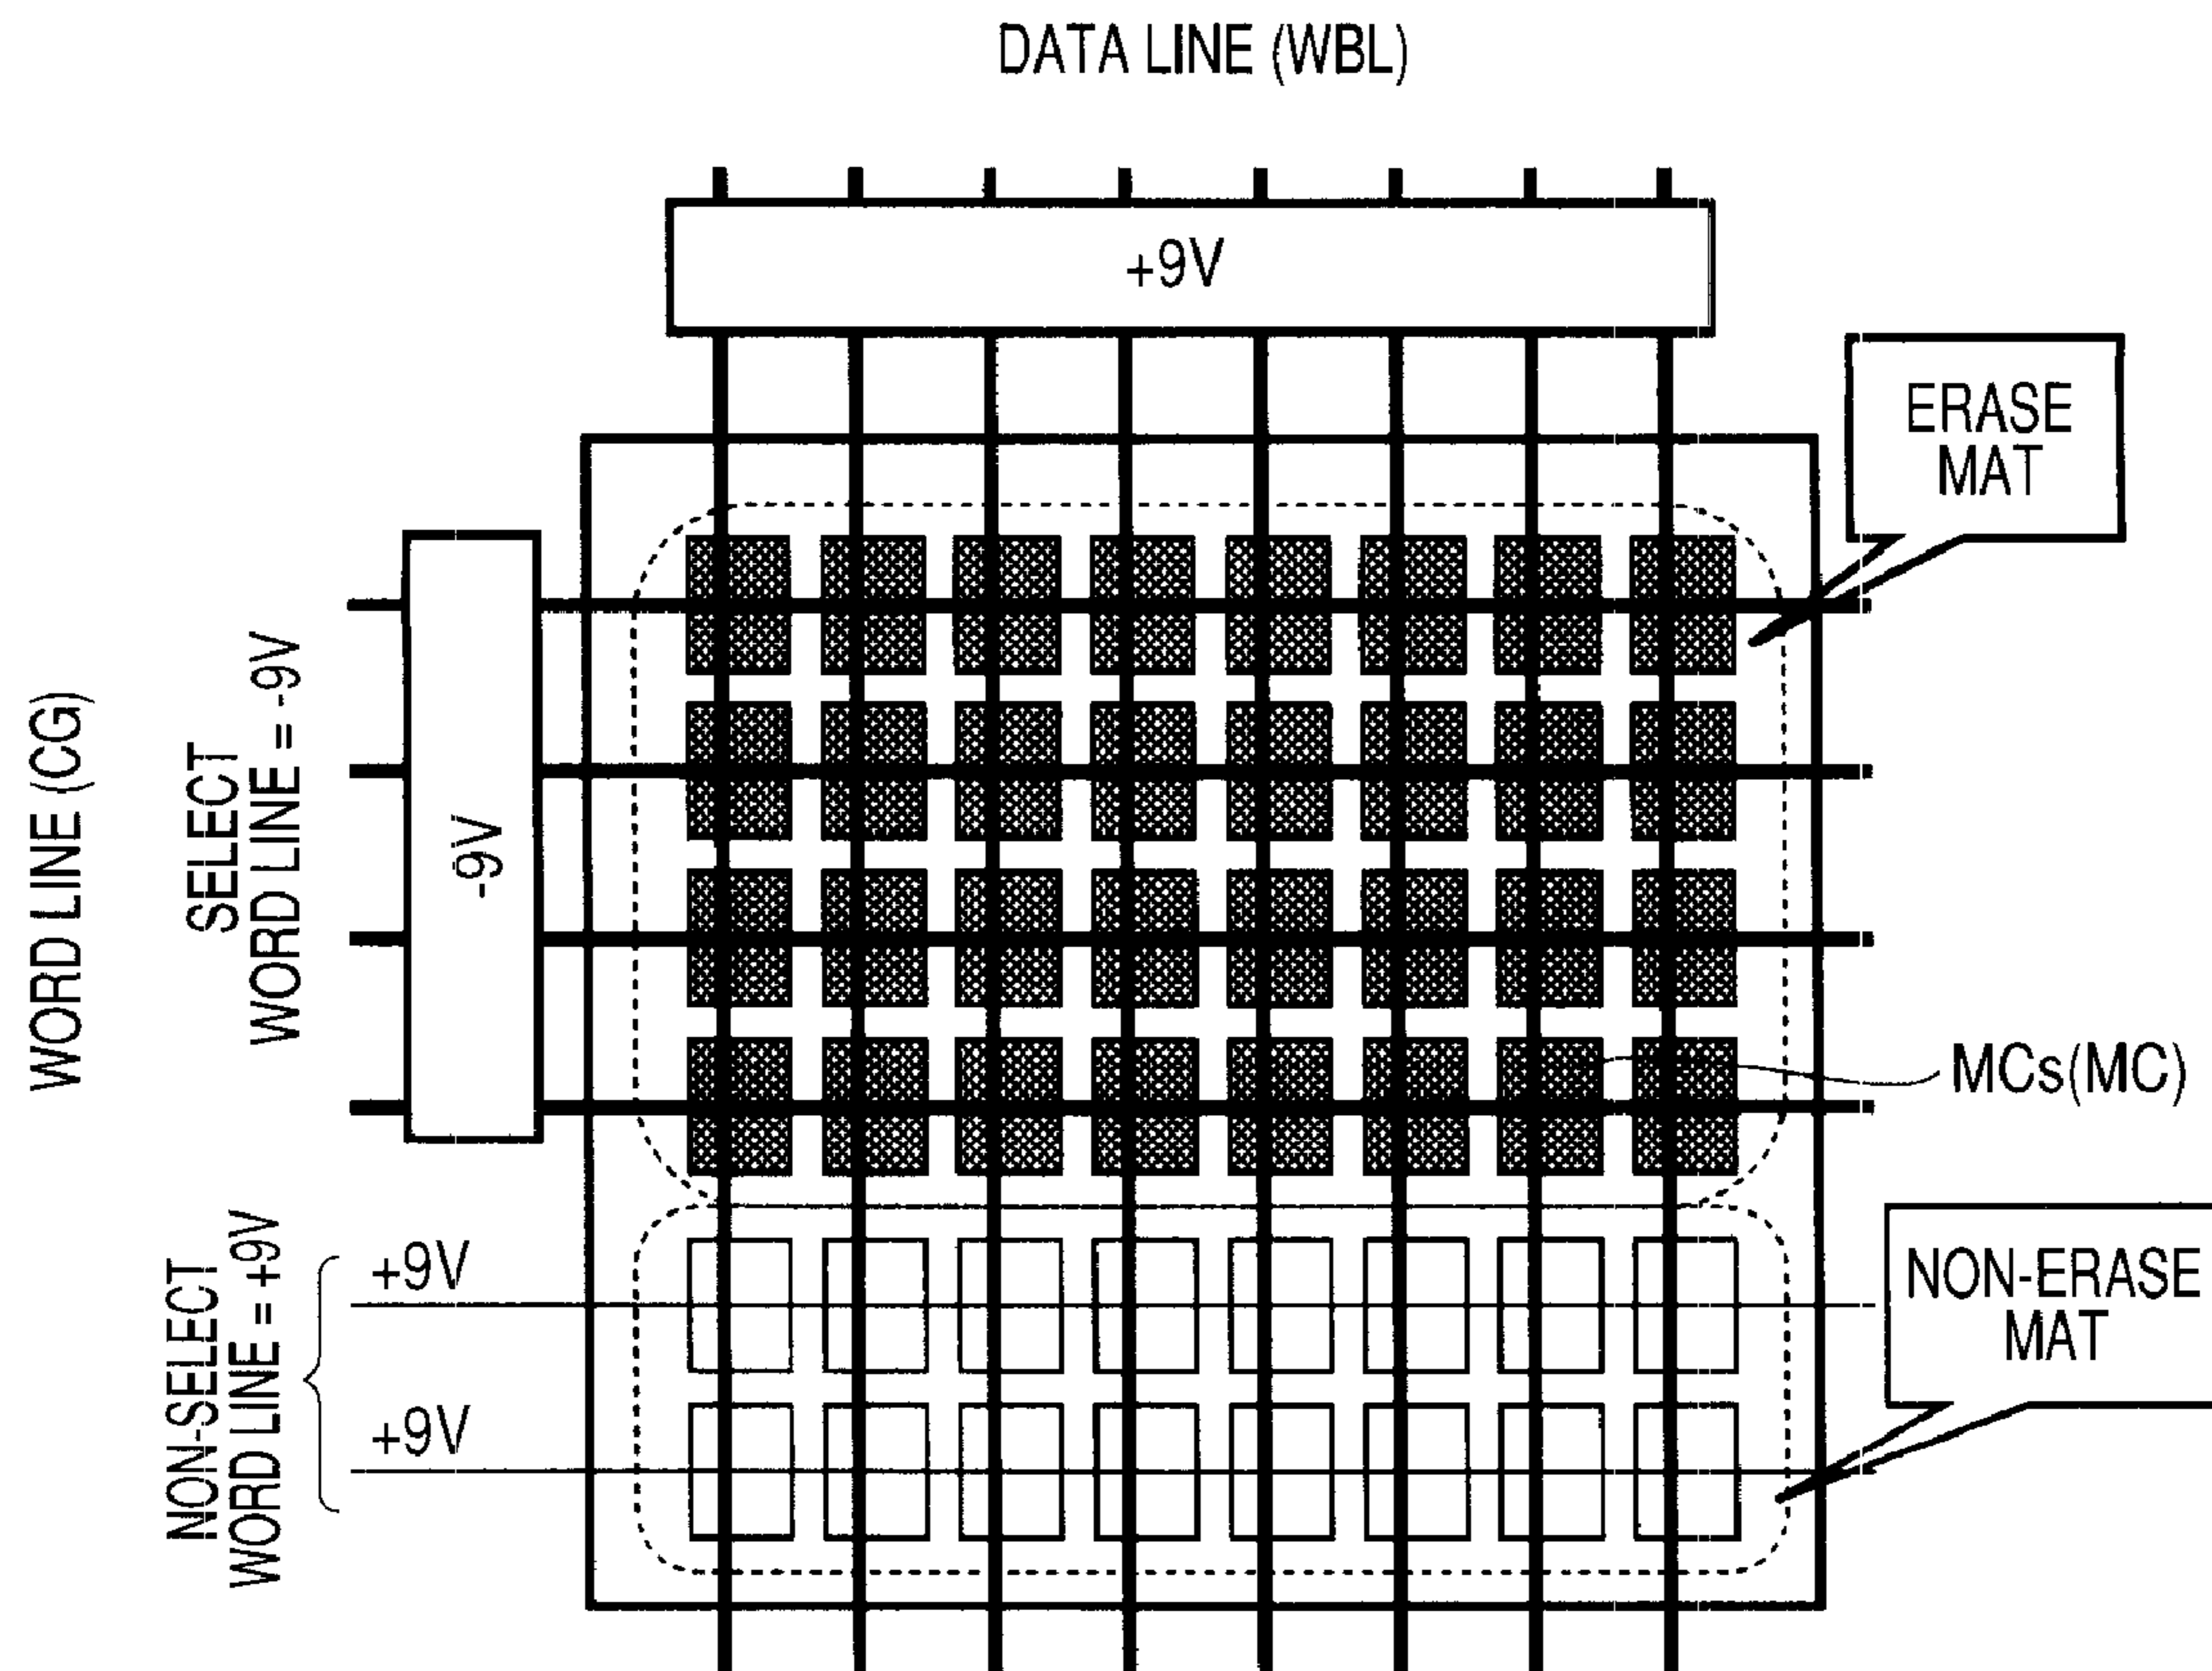 DATA LINE (WBL)
+9V
ERASE
MAT
WORD LINE (CG)
SELECT
WORD LINE = -9V
-9V
MCs(MC)
NON-SELECT
WORD LINE = +9V
+9V
+9V
NON-ERASE
MAT